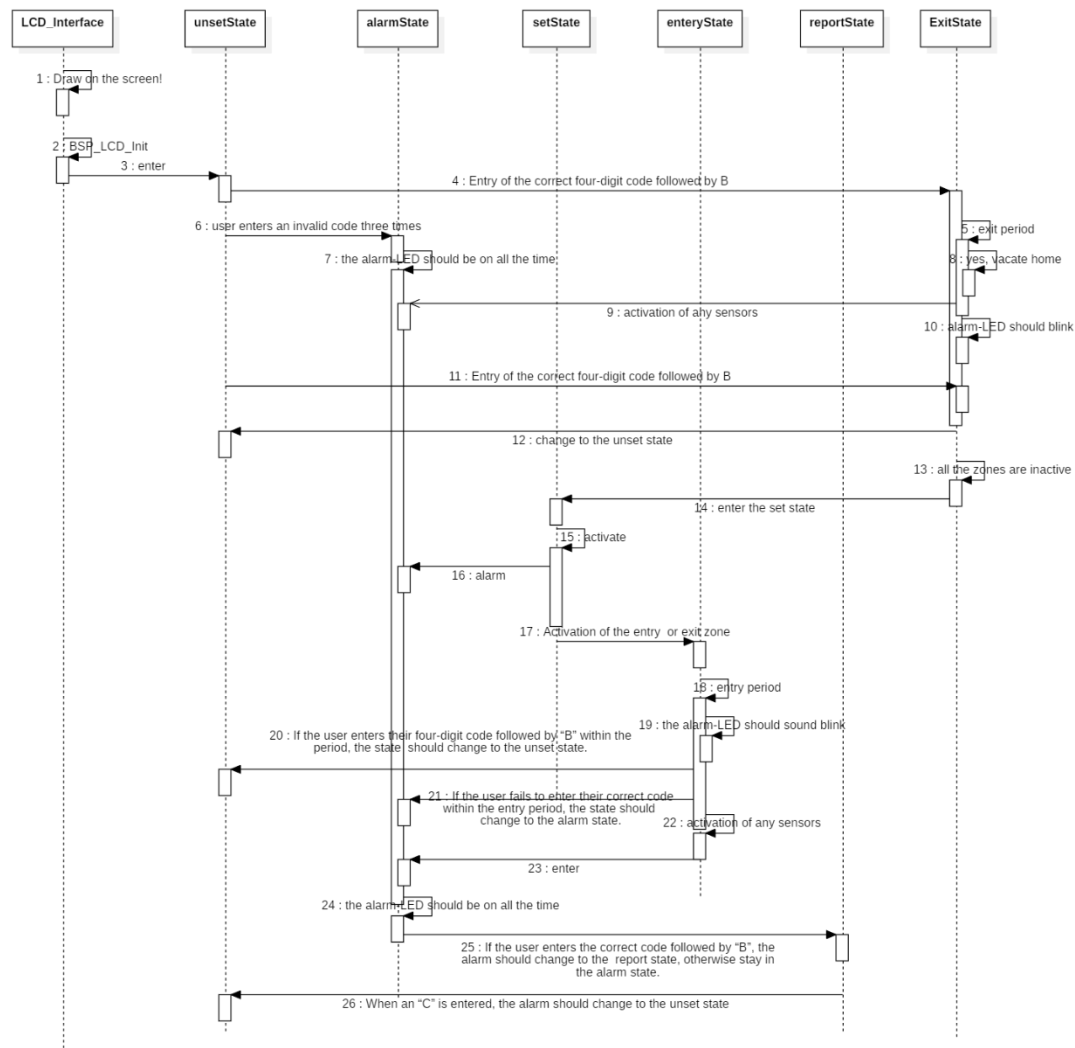 LCD_Interface unsetState alarmState setState enteryState reportState ExitState
1 : Draw on the screen!
2 : BSP_LCD_Init
3 : enter
4 : Entry of the correct four-digit code followed by B
5 : exit period
6 : user enters an invalid code three times
7 : the alarm-LED should be on all the time
8 : yes, vacate home
9 : activation of any sensors
10 : alarm-LED should blink
11 : Entry of the correct four-digit code followed by B
12 : change to the unset state
13 : all the zones are inactive
14 : enter the set state
15 : activate
16 : alarm
17 : Activation of the entry or exit zone
18 : entry period
19 : the alarm-LED should sound blink
20 : If the user enters their four-digit code followed by “B” within the
period, the state should change to the unset state.
21 : If the user fails to enter their correct code
within the entry period, the state should
change to the alarm state.
22 : activation of any sensors
23 : enter
24 : the alarm-LED should be on all the time
25 : If the user enters the correct code followed by “B”, the
alarm should change to the report state, otherwise stay in
the alarm state.
26 : When an “C” is entered, the alarm should change to the unset state